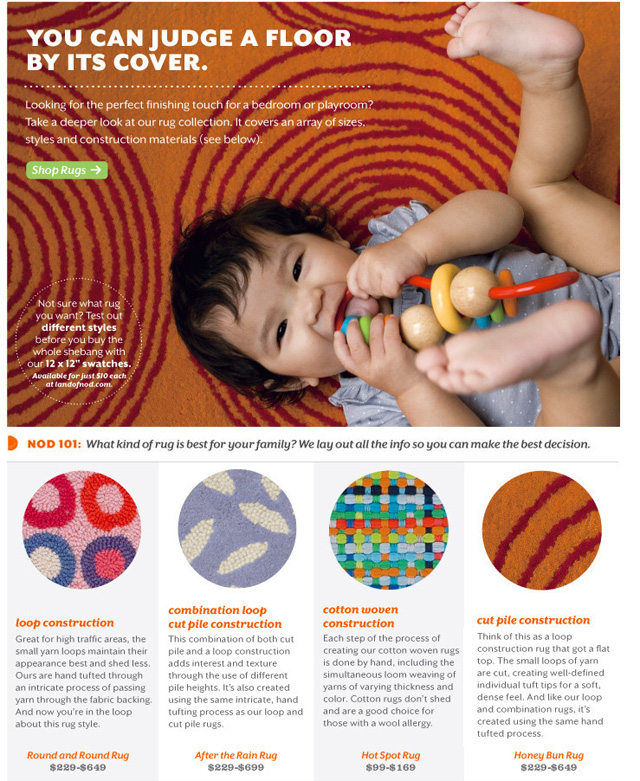 YOU CAN JUDGE A FLOOR
BY ITS COVER.
Looking for the perfect finishing touch for a bedroom or playroom?
Take a deeper look at our rug collection. It covers an array of sizes,
styles and construction materials (see below).
Shop Rugs →
Not sure what rug
you want? Test out
different styles
before you buy the
whole shebang with
our 12 x 12" swatches.
Available for just $10 each
at landofnod.com.
NOD 101: What kind of rug is best for your family? We lay out all the info so you can make the best decision.
loop construction
Great for high traffic areas, the
small yarn loops maintain their
appearance best and shed less.
Ours are hand tufted through
an intricate process of passing
yarn through the fabric backing.
And now you're in the loop
about this rug style.
Round and Round Rug
$229-$649
combination loop
cut pile construction
This combination of both cut
pile and a loop construction
adds interest and texture
through the use of different
pile heights. It's also created
using the same intricate, hand
tufting process as our loop and
cut pile rugs.
After the Rain Rug
$229-$699
cotton woven
construction
Each step of the process of
creating our cotton woven rugs
is done by hand, including the
simultaneous loom weaving of
yarns of varying thickness and
color. Cotton rugs don't shed
and are a good choice for
those with a wool allergy.
Hot Spot Rug
$99-$169
cut pile construction
Think of this as a loop
construction rug that got a flat
top. The small loops of yarn
are cut, creating well-defined
individual tuft tips for a soft,
dense feel. And like our loop
and combination rugs, it's
created using the same hand
tufted process.
Honey Bun Rug
$229-$649